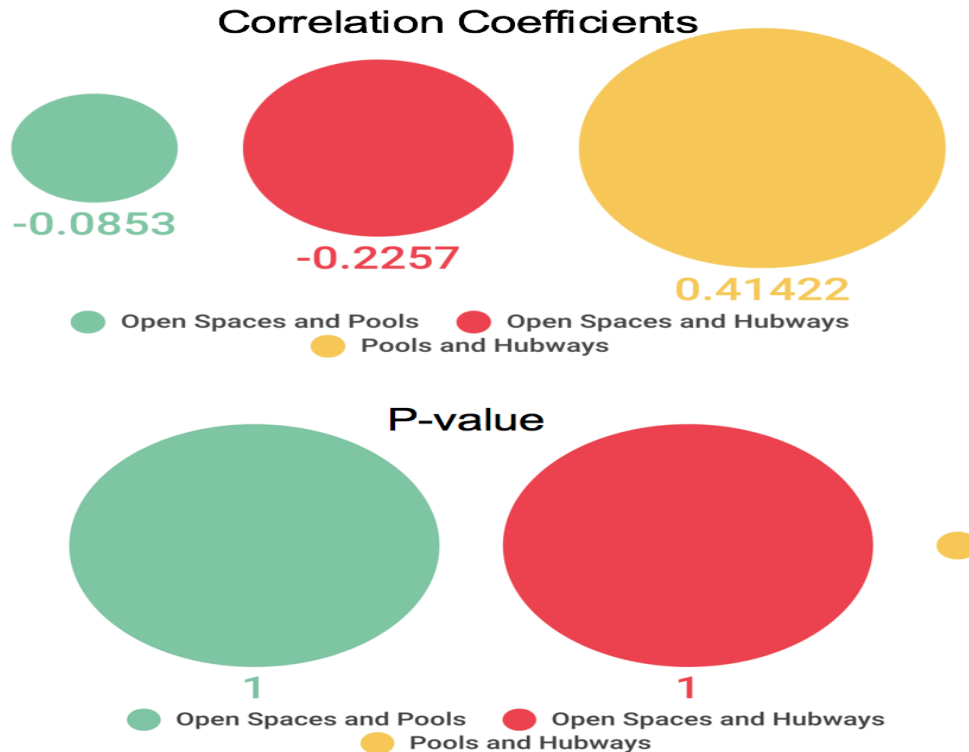 Correlation Coefficients
-0.0853
-0.2257
0.41422
Open Spaces and Pools Open Spaces and Hubways
Pools and Hubways
P-value
1 1
Open Spaces and Pools Open Spaces and Hubways
Pools and Hubways